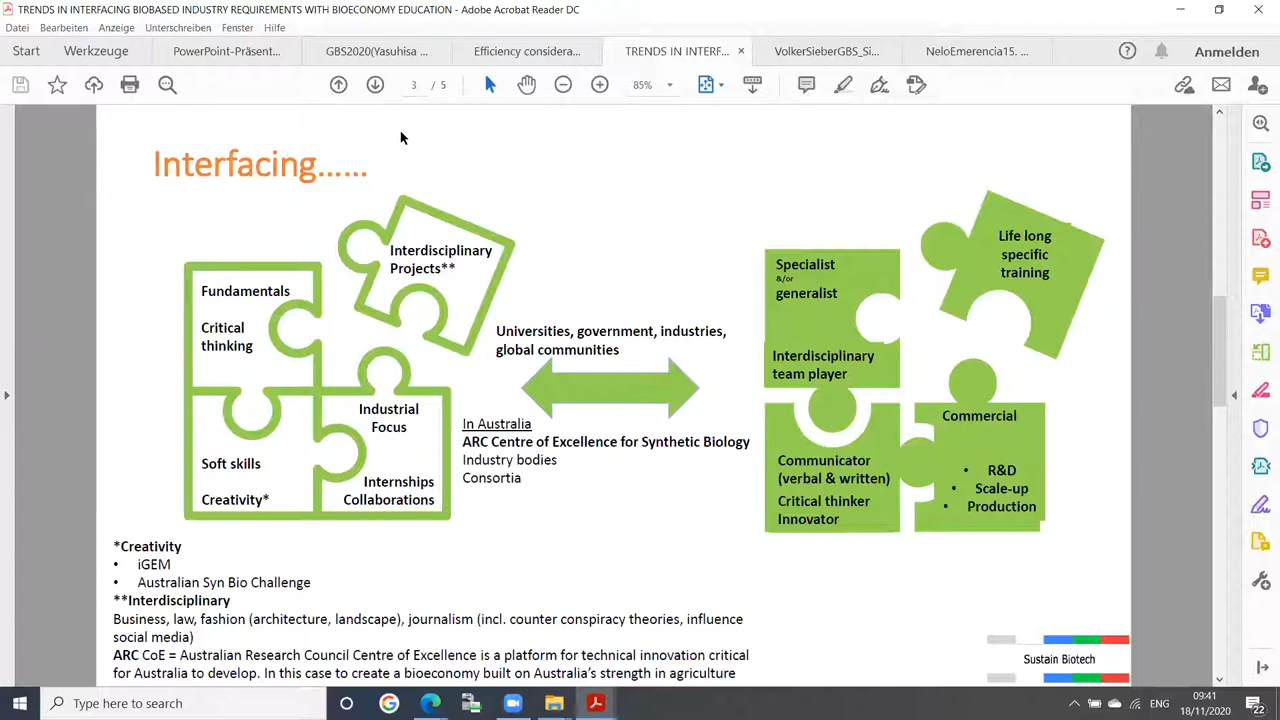 TRENDS IN INTERFACING BIOBASED INDUSTRY REQUIREMENTS WITH BIOECONOMY EDUCATION - Adobe Acrobat Reader DC
Datei Bearbeiten Anzeige Unterschreiben Fenster Hilfe
Start Werkzeuge PowerPoint-Präsent... GBS2020(Yasuhisa ... Efficiency considera... TRENDS IN INTERF... × VolkerSieberGBS_Si... NeloEmerencia15. ... Anmelden
3 / 5 85%
Interfacing......
Interdisciplinary
Projects**
Fundamentals
Critical
thinking
Industrial
Focus
Soft skills
Creativity*
Internships
Collaborations
Universities, government, industries,
global communities
In Australia
ARC Centre of Excellence for Synthetic Biology
Industry bodies
Consortia
Specialist
&/or
generalist
Interdisciplinary
team player
Life long
specific
training
Communicator
(verbal & written)
Critical thinker
Innovator
Commercial
• R&D
• Scale-up
• Production
*Creativity
• iGEM
• Australian Syn Bio Challenge
**Interdisciplinary
Business, law, fashion (architecture, landscape), journalism (incl. counter conspiracy theories, influence
social media)
ARC CoE = Australian Research Council Centre of Excellence is a platform for technical innovation critical
for Australia to develop. In this case to create a bioeconomy built on Australia's strength in agriculture
Sustain Biotech
Type here to search
ENG
09:41
18/11/2020
22